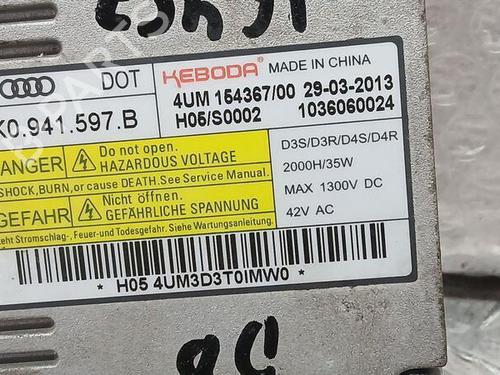 DOT
KEBODA MADE IN CHINA
4UM 154367/00 29-03-2013
K0.941.597.B
H05/S0002 1036060024
ANGER
Do not open.
HAZARDOUS VOLTAGE
SHOCK,BURN,or cause DEATH.See Service Manual.
GEFAHR
Nicht öffnen.
GEFÄHRLICHE SPANNUNG
teht Stromschlag-, Feuer-und Todesgefahr. Siehe Wartungsanleitung.
D3S/D3R/D4S/D4R
2000H/35W
MAX 1300V DC
42V AC
* H05 4UM3D3T0IMW0 *